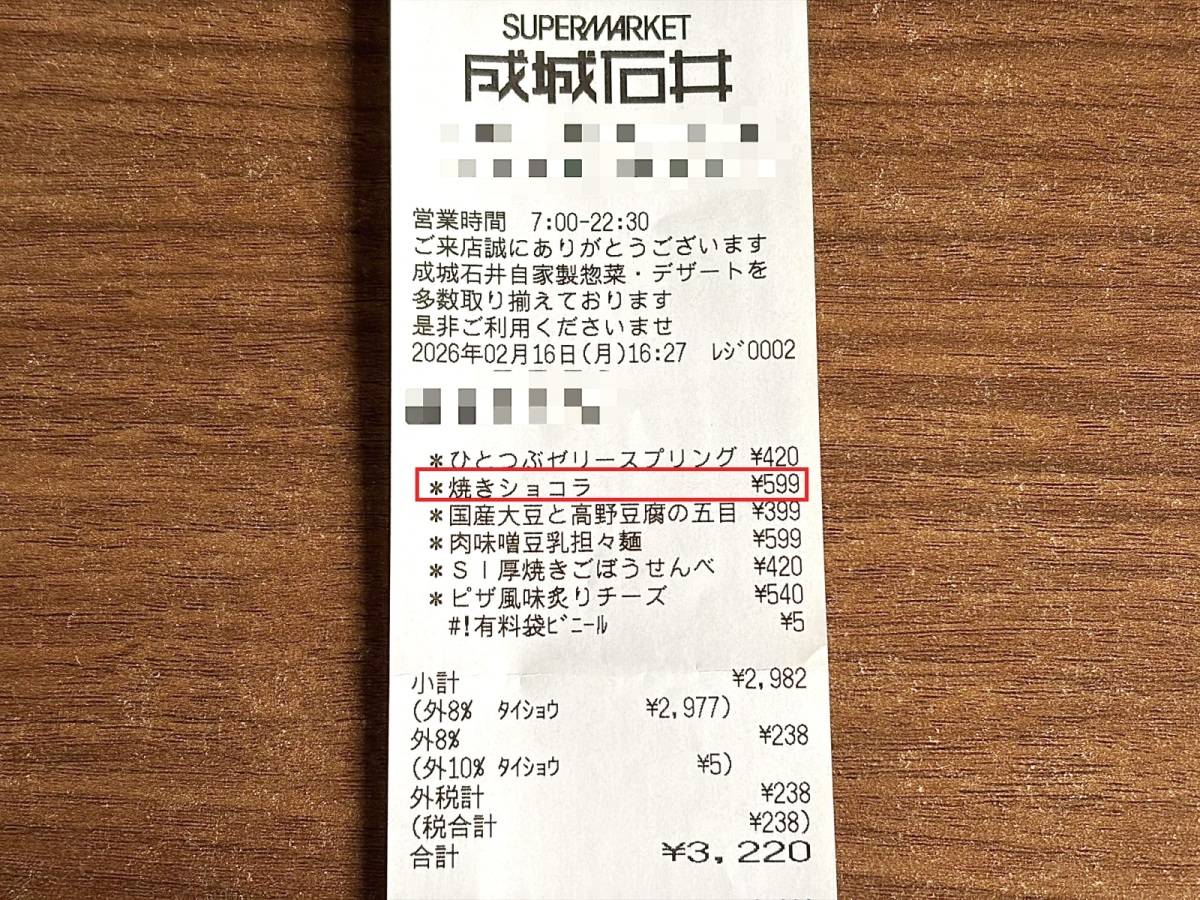 SUPERMARKET
成城石井
営業時間 7:00-22:30
ご来店誠にありがとうございます
成城石井自家製惣菜・デザートを
多数取り揃えております
是非ご利用くださいませ
2026年02月16日(月)16:27 ﾚｼﾞ0002
*ひとつぶゼリースプリング ¥420
*焼きショコラ ¥599
*国産大豆と高野豆腐の五目 ¥399
*肉味噌豆乳担々麺 ¥599
*SI厚焼きごぼうせんべ ¥420
*ピザ風味炙りチーズ ¥540
#!有料袋ﾋﾞﾆｰﾙ ¥5
小計 ¥2,982
(外8% ﾀｲｼｮｳ ¥2,977)
外8% ¥238
(外10% ﾀｲｼｮｳ ¥5)
外税計 ¥238
(税合計 ¥238)
合計 ¥3,220